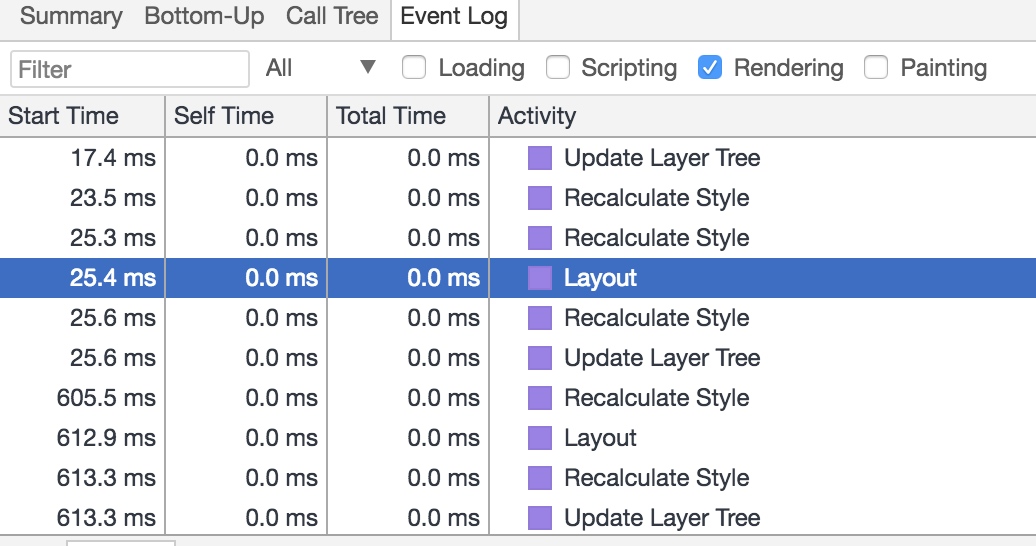 Summary Bottom-Up Call Tree Event Log
Filter All ▼ Loading Scripting Rendering Painting
Start Time Self Time Total Time Activity
17.4 ms 0.0 ms 0.0 ms Update Layer Tree
23.5 ms 0.0 ms 0.0 ms Recalculate Style
25.3 ms 0.0 ms 0.0 ms Recalculate Style
25.4 ms 0.0 ms 0.0 ms Layout
25.6 ms 0.0 ms 0.0 ms Recalculate Style
25.6 ms 0.0 ms 0.0 ms Update Layer Tree
605.5 ms 0.0 ms 0.0 ms Recalculate Style
612.9 ms 0.0 ms 0.0 ms Layout
613.3 ms 0.0 ms 0.0 ms Recalculate Style
613.3 ms 0.0 ms 0.0 ms Update Layer Tree